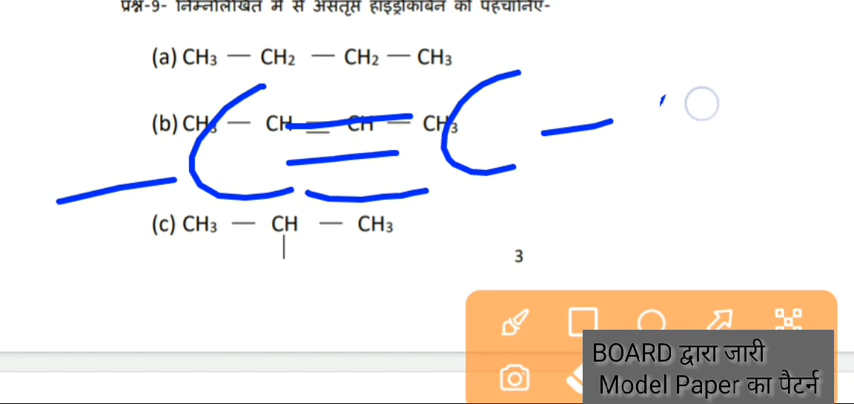 प्रश्न-9- निम्नलिखित में से असंतृप्त हाइड्रोकार्बन को पहचानिए-
(a) CH₃ — CH₂ — CH₂ — CH₃
(b) CH₃ — CH = CH — CH₃
C ≡ C —
(c) CH₃ — CH — CH₃
|
3
BOARD द्वारा जारी
Model Paper का पैटर्न